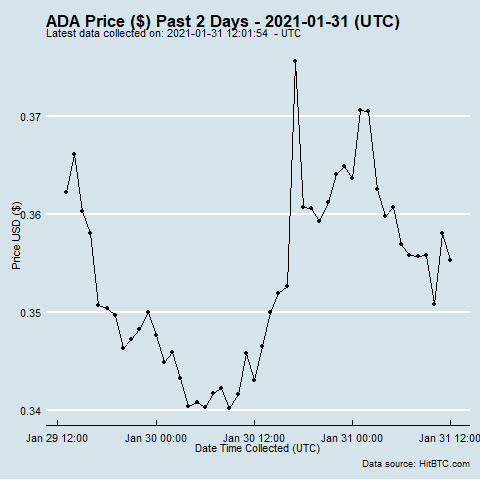 ADA Price ($) Past 2 Days - 2021-01-31 (UTC)
Latest data collected on: 2021-01-31 12:01:54 - UTC
0.37
0.36
0.35
0.34
Price USD ($)
Jan 29 12:00 Jan 30 00:00 Jan 30 12:00 Jan 31 00:00 Jan 31 12:00
Date Time Collected (UTC)
Data source: HitBTC.com